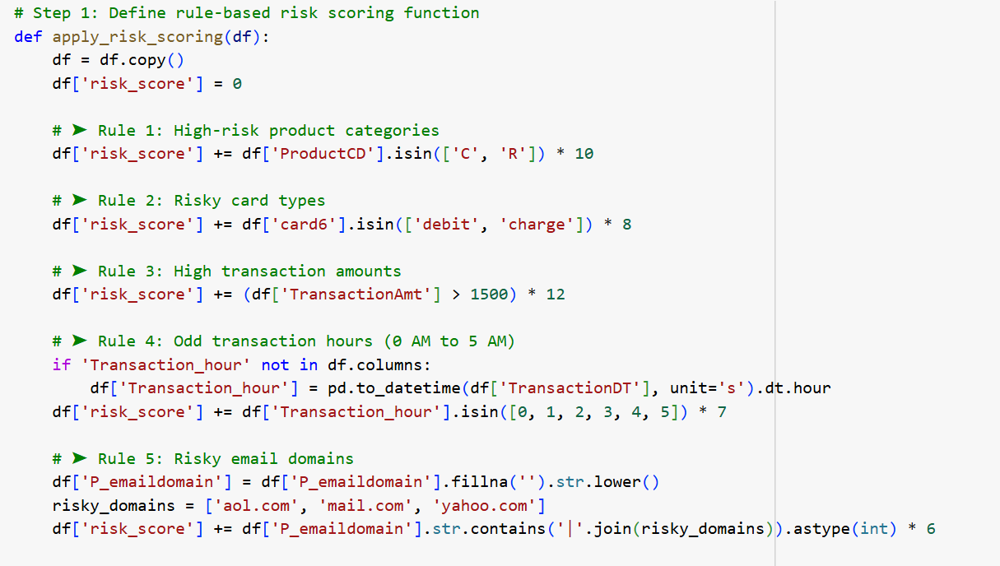 # Step 1: Define rule-based risk scoring function
def apply_risk_scoring(df):
    df = df.copy()
    df['risk_score'] = 0

    # ➤ Rule 1: High-risk product categories
    df['risk_score'] += df['ProductCD'].isin(['C', 'R']) * 10

    # ➤ Rule 2: Risky card types
    df['risk_score'] += df['card6'].isin(['debit', 'charge']) * 8

    # ➤ Rule 3: High transaction amounts
    df['risk_score'] += (df['TransactionAmt'] > 1500) * 12

    # ➤ Rule 4: Odd transaction hours (0 AM to 5 AM)
    if 'Transaction_hour' not in df.columns:
        df['Transaction_hour'] = pd.to_datetime(df['TransactionDT'], unit='s').dt.hour
    df['risk_score'] += df['Transaction_hour'].isin([0, 1, 2, 3, 4, 5]) * 7

    # ➤ Rule 5: Risky email domains
    df['P_emaildomain'] = df['P_emaildomain'].fillna('').str.lower()
    risky_domains = ['aol.com', 'mail.com', 'yahoo.com']
    df['risk_score'] += df['P_emaildomain'].str.contains('|'.join(risky_domains)).astype(int) * 6